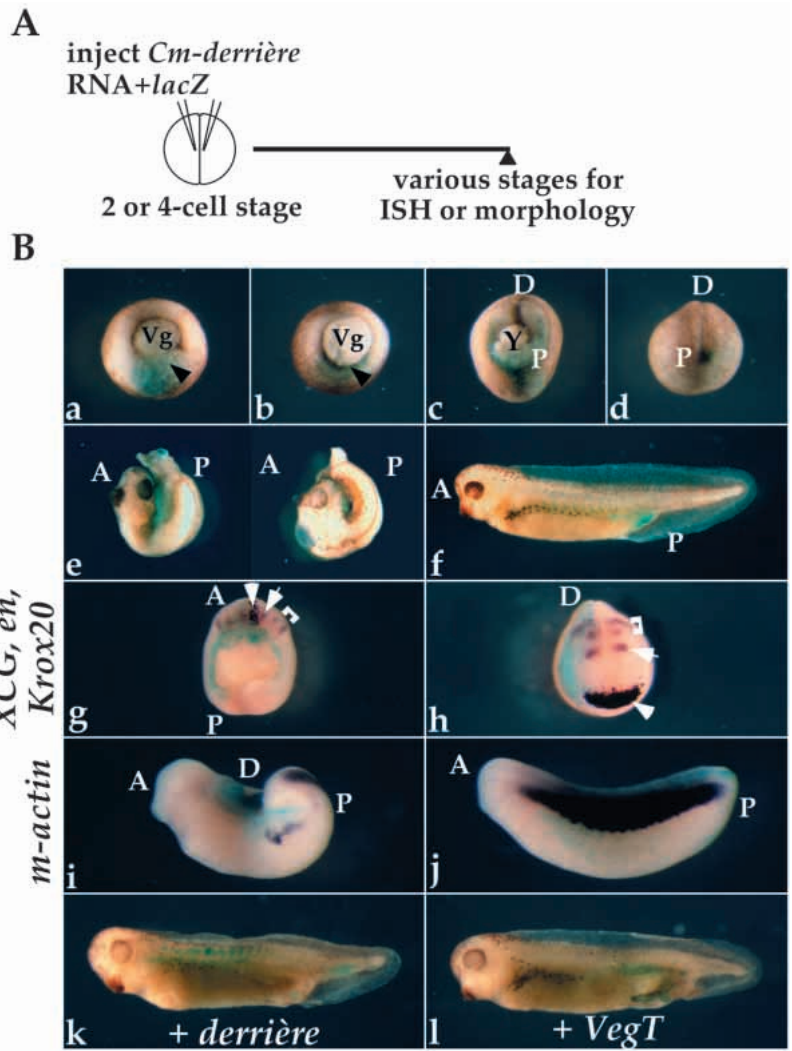 A
inject Cm-derrière
RNA+lacZ
2 or 4-cell stage
various stages for
ISH or morphology
B
Vg
a
Vg
b
D
Y
P
c
D
P
d
A
P
e
A
P
A
P
f
XCG, en,
Krox20
A
P
g
D
h
m-actin
A
D
P
i
A
P
j
k
+ derrière
l
+ VegT